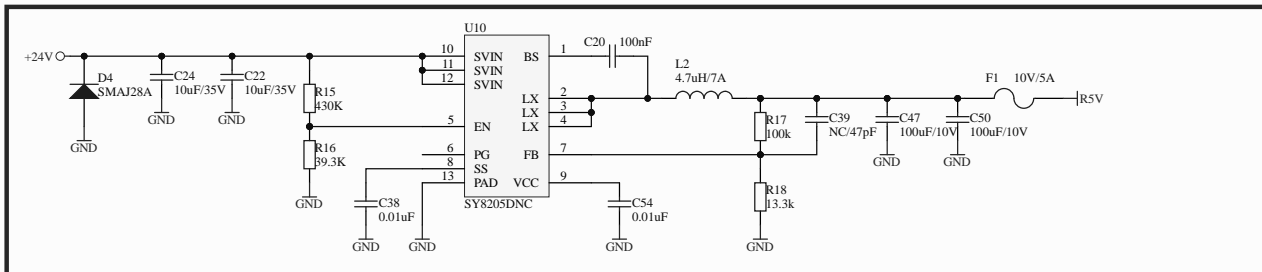 U10
C20 100nF
+24V
10 SVIN BS 1
11 SVIN
12 SVIN
L2
4.7uH/7A
F1 10V/5A
D4
SMAJ28A
C24
10uF/35V
C22
10uF/35V
R15
430K
LX 2
LX 3
LX 4
R5V
R17
100k
C39
NC/47pF
C47
100uF/10V
C50
100uF/10V
GND
GND
GND
5 EN
R16
39.3K
6 PG FB 7
8 SS
13 PAD VCC 9
GND
GND
GND
C38
0.01uF
SY8205DNC
C54
0.01uF
R18
13.3k
GND
GND
GND
GND